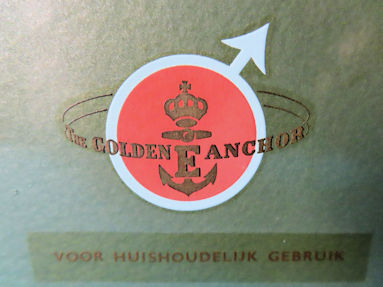 THE GOLDEN E ANCHOR
VOOR HUISHOUDELIJK GEBRUIK